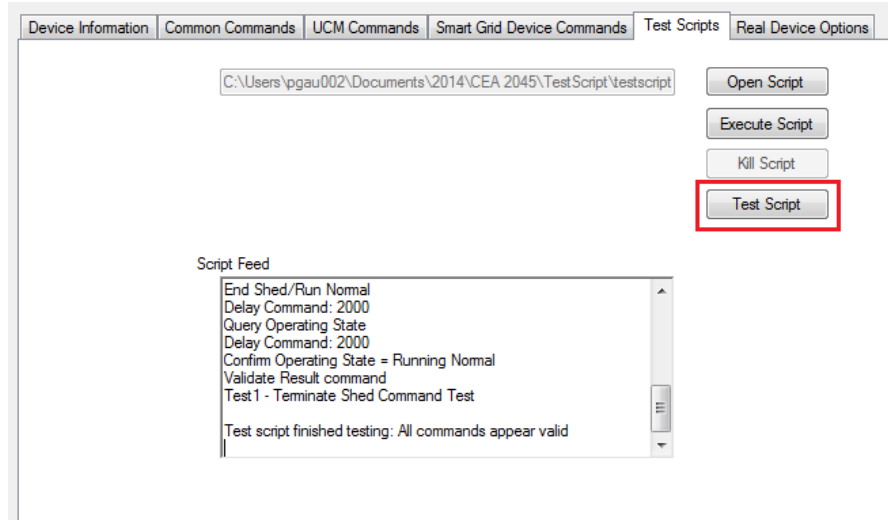 Device Information Common Commands UCM Commands Smart Grid Device Commands Test Scripts Real Device Options
C:\Users\pgau002\Documents\2014\CEA 2045\TestScript\testscript
Open Script
Execute Script
Kill Script
Test Script
Script Feed
End Shed/Run Normal
Delay Command: 2000
Query Operating State
Delay Command: 2000
Confirm Operating State = Running Normal
Validate Result command
Test1 - Terminate Shed Command Test
Test script finished testing: All commands appear valid